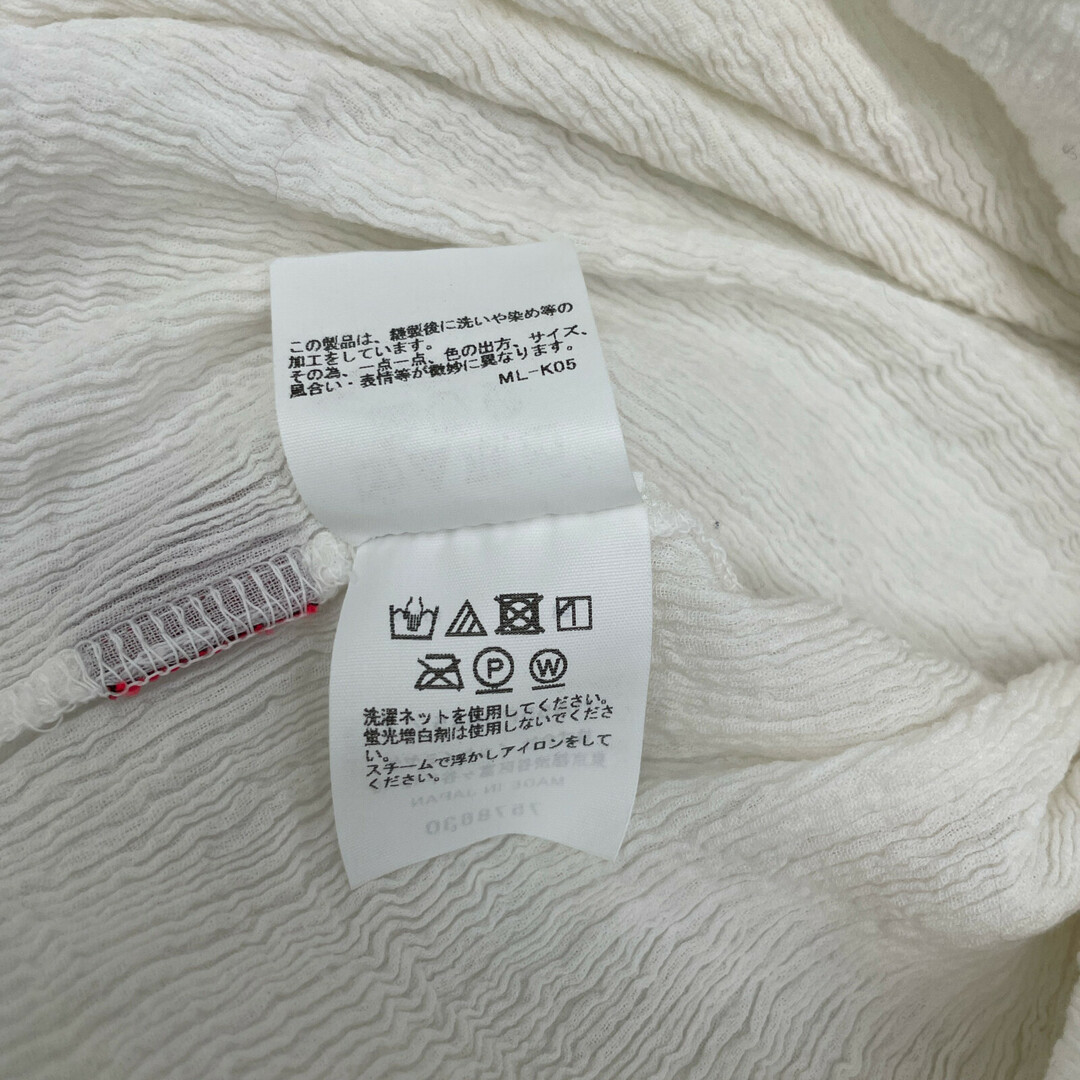 この製品は、縫製後に洗いや染め等の
加工をしています。
その為、一点一点、色の出方、サイズ、
風合い・表情等が微妙に異なります。
ML-K05
P
W
洗濯ネットを使用してください。
蛍光増白剤は使用しないでくださ
い。
スチームで浮かしアイロンをして
ください。
MADE IN JAPAN
7578630